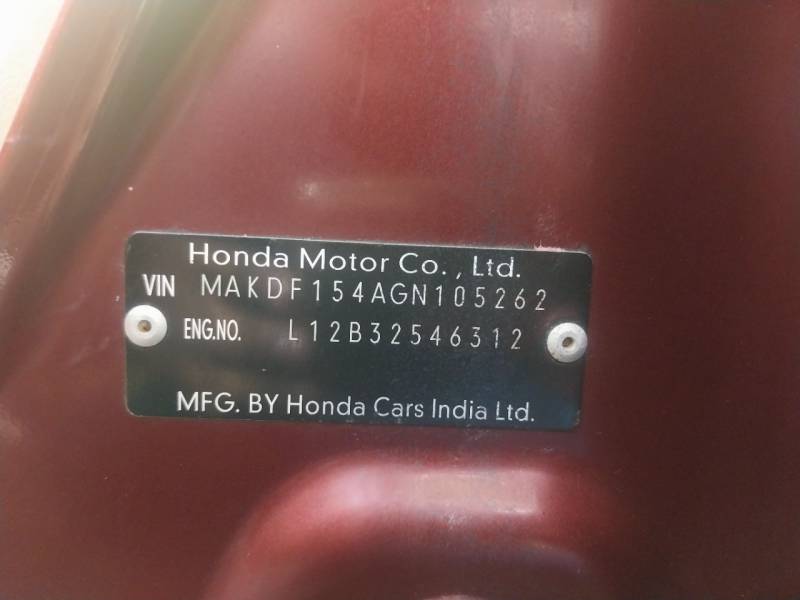 Honda Motor Co., Ltd.
VIN MAKDF154AGN105262
ENG.NO. L12B32546312
MFG. BY Honda Cars India Ltd.